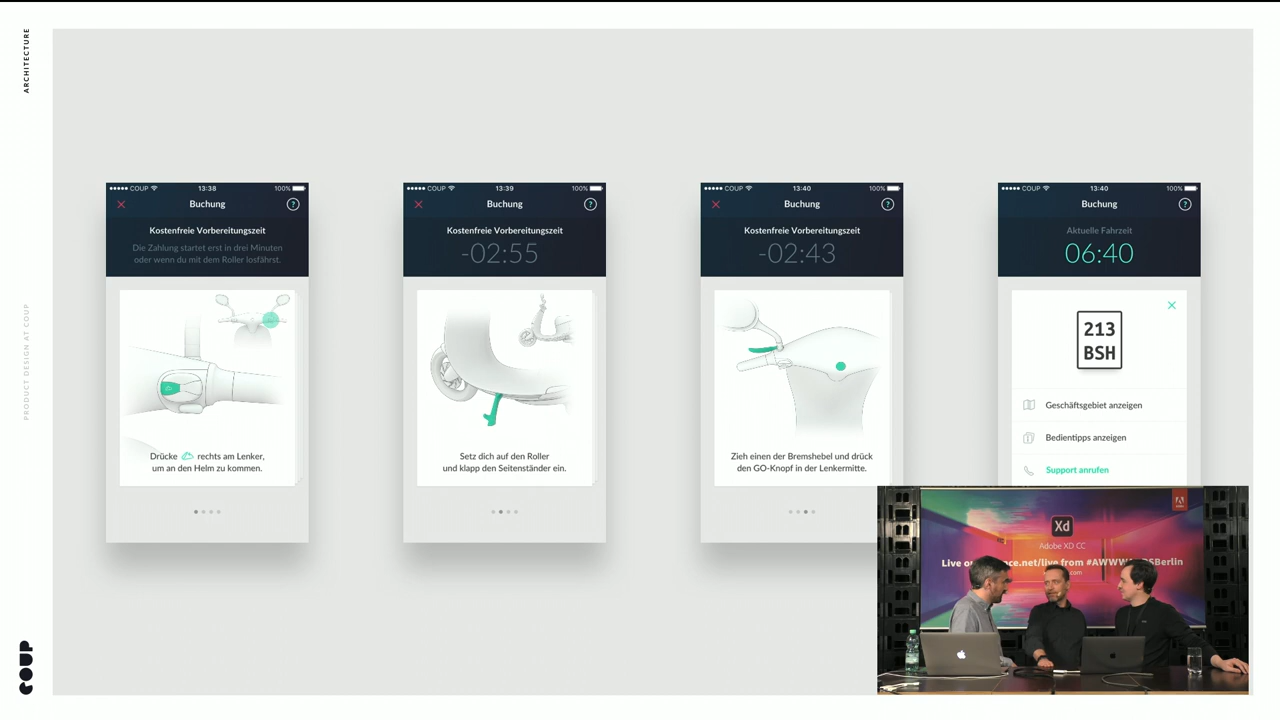 ARCHITECTURE
PRODUCT DESIGN AT COUP
COUP
COUP
13:38
100%
Buchung
?
Kostenfreie Vorbereitungszeit
Die Zahlung startet erst in drei Minuten
oder wenn du mit dem Roller losfährst.
Drücke rechts am Lenker,
um an den Helm zu kommen.
COUP
13:39
100%
Buchung
?
Kostenfreie Vorbereitungszeit
-02:55
Setz dich auf den Roller
und klapp den Seitenständer ein.
COUP
13:40
100%
Buchung
?
Kostenfreie Vorbereitungszeit
-02:43
Zieh einen der Bremshebel und drück
den GO-Knopf in der Lenkermitte.
COUP
13:40
100%
Buchung
?
Aktuelle Fahrzeit
06:40
213
BSH
Geschäftsgebiet anzeigen
Bedientipps anzeigen
Support anrufen
Xd
Adobe XD CC
Live from